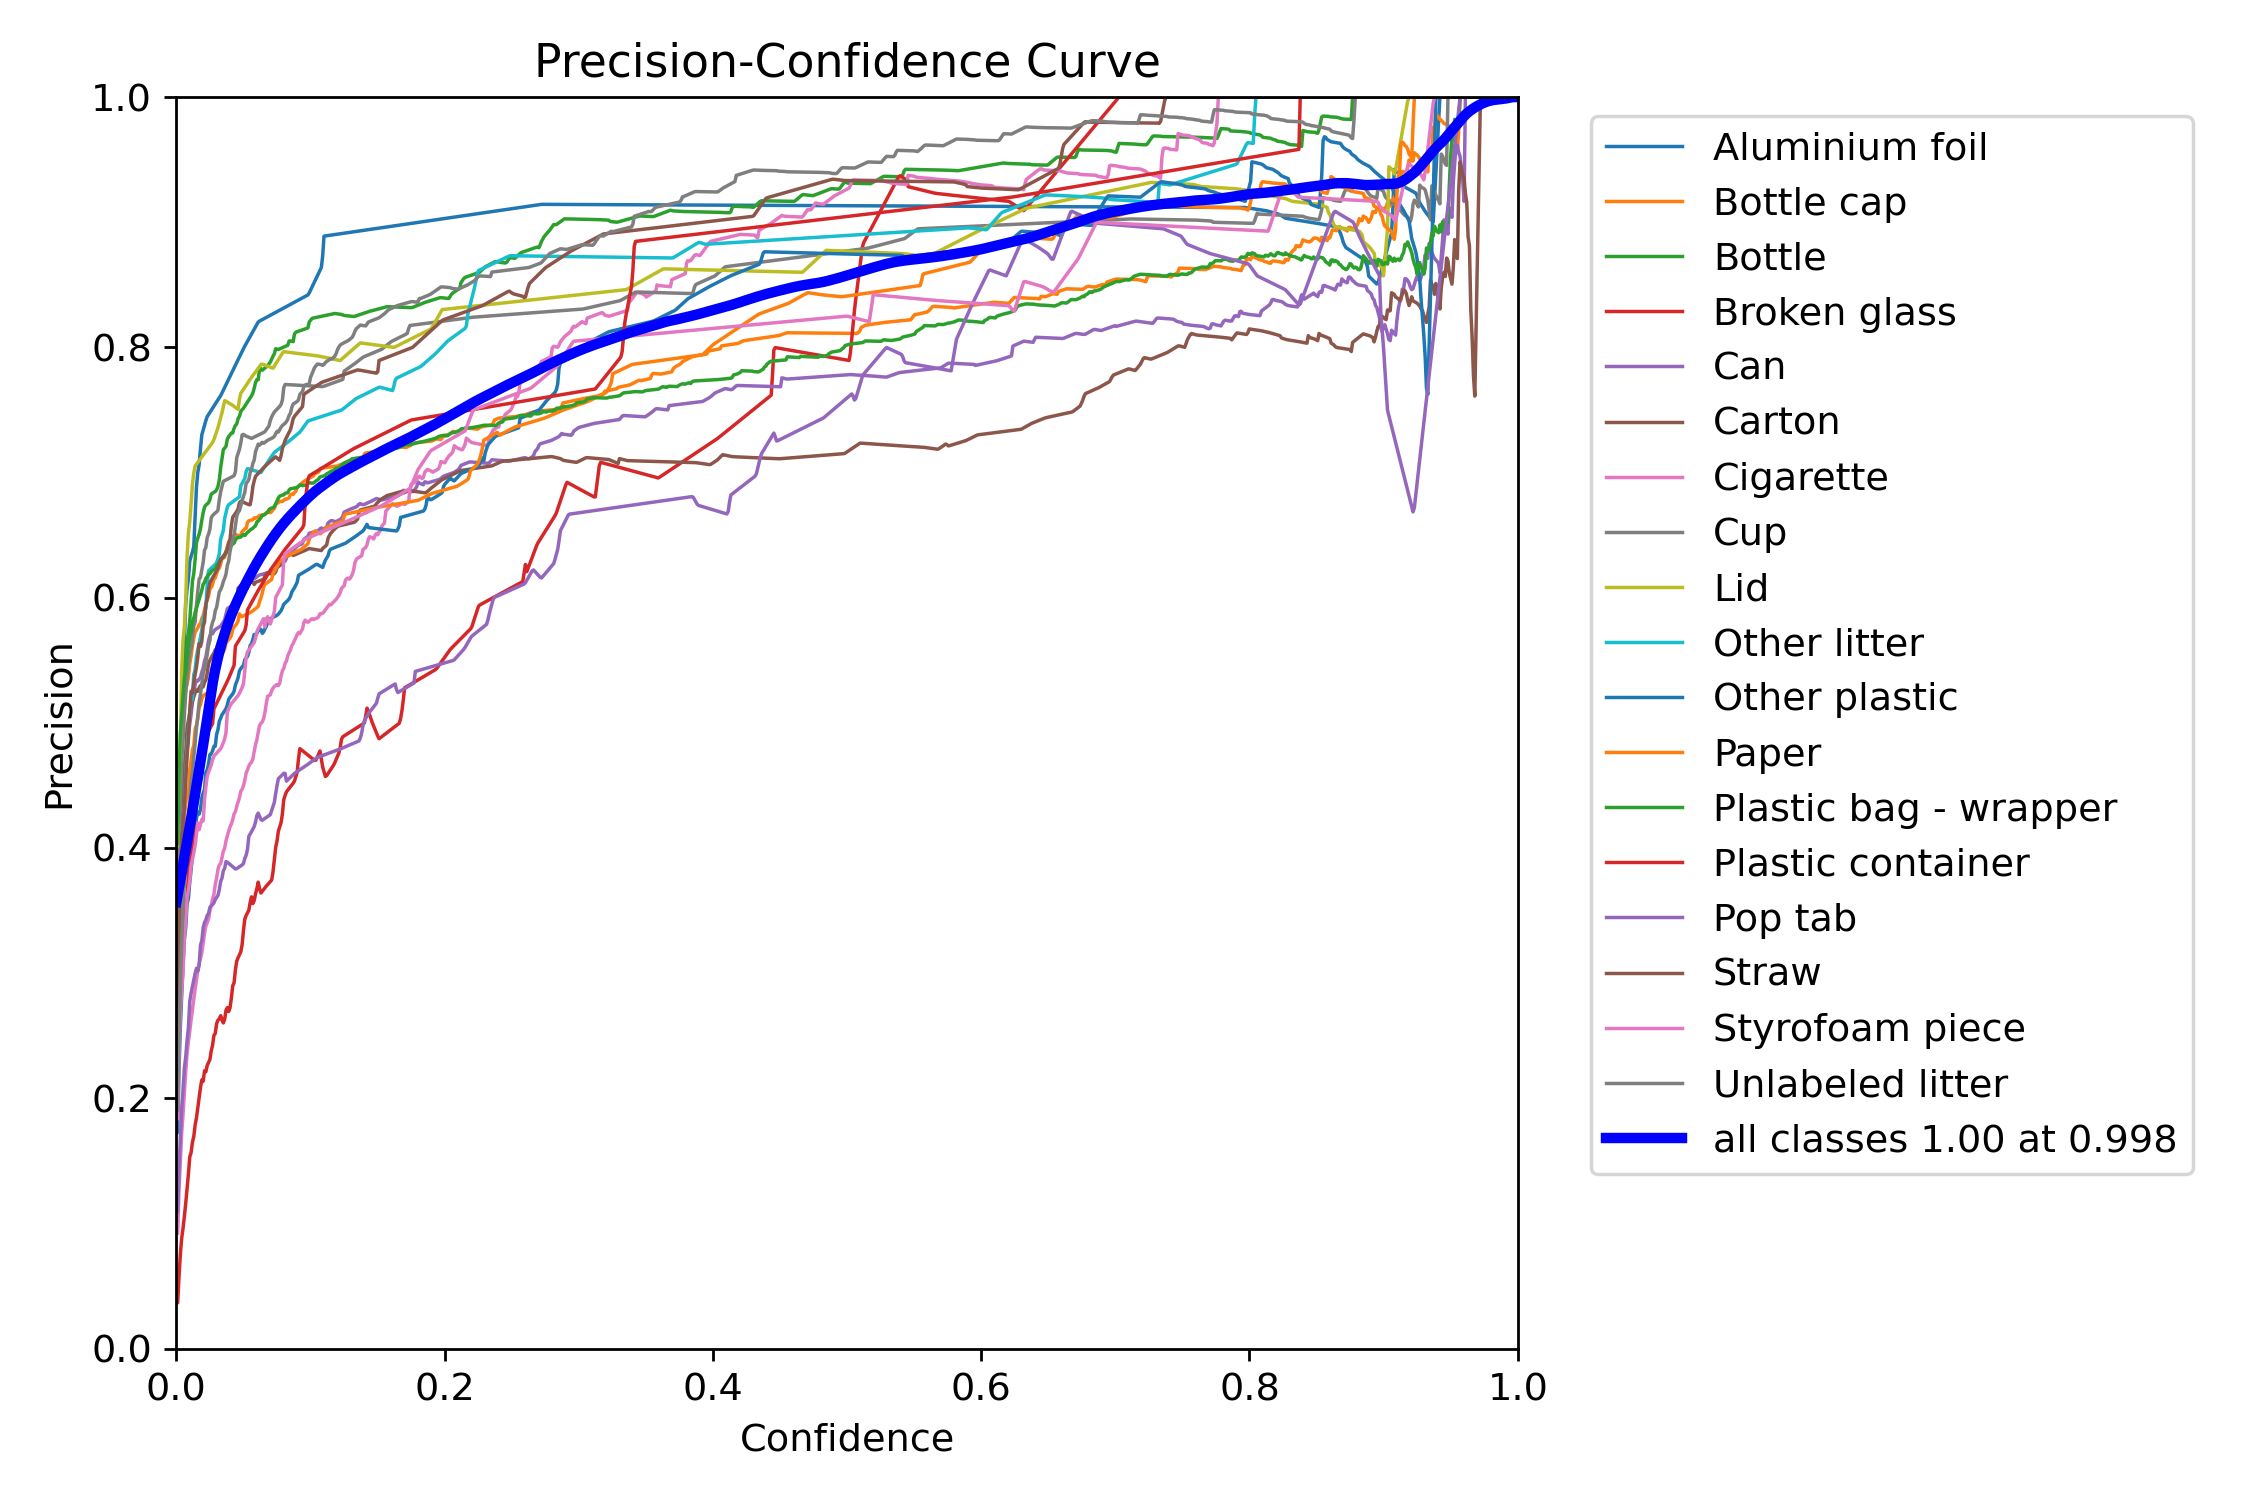 Precision-Confidence Curve
1.0
0.8
0.6
0.4
0.2
0.0
Precision
0.0 0.2 0.4 0.6 0.8 1.0
Confidence
Aluminium foil
Bottle cap
Bottle
Broken glass
Can
Carton
Cigarette
Cup
Lid
Other litter
Other plastic
Paper
Plastic bag - wrapper
Plastic container
Pop tab
Straw
Styrofoam piece
Unlabeled litter
all classes 1.00 at 0.998